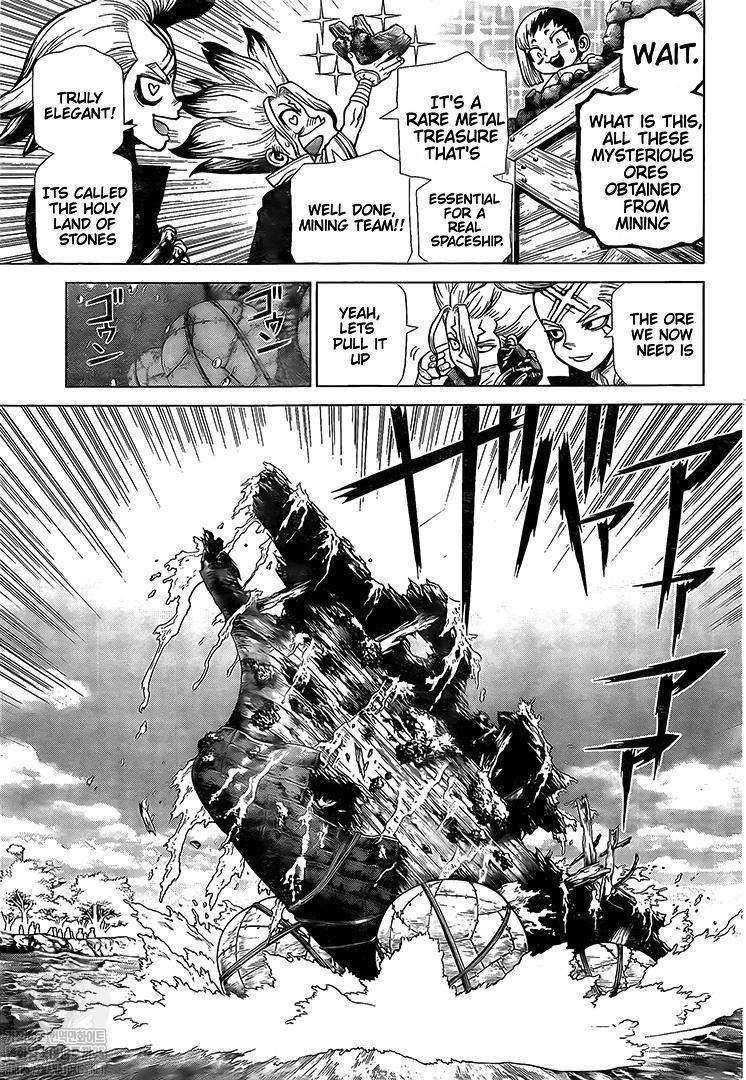 WAIT.
WHAT IS THIS,
ALL THESE
MYSTERIOUS
ORES
OBTAINED
FROM
MINING
IT'S A
RARE METAL
TREASURE
THAT'S
ESSENTIAL
FOR A
REAL
SPACESHIP.
WELL DONE,
MINING TEAM!!
TRULY
ELEGANT!
ITS CALLED
THE HOLY
LAND OF
STONES
THE ORE
WE NOW
NEED IS
YEAH,
LETS
PULL IT
UP
ゴゥン
ゴゥン
ザバァァァ